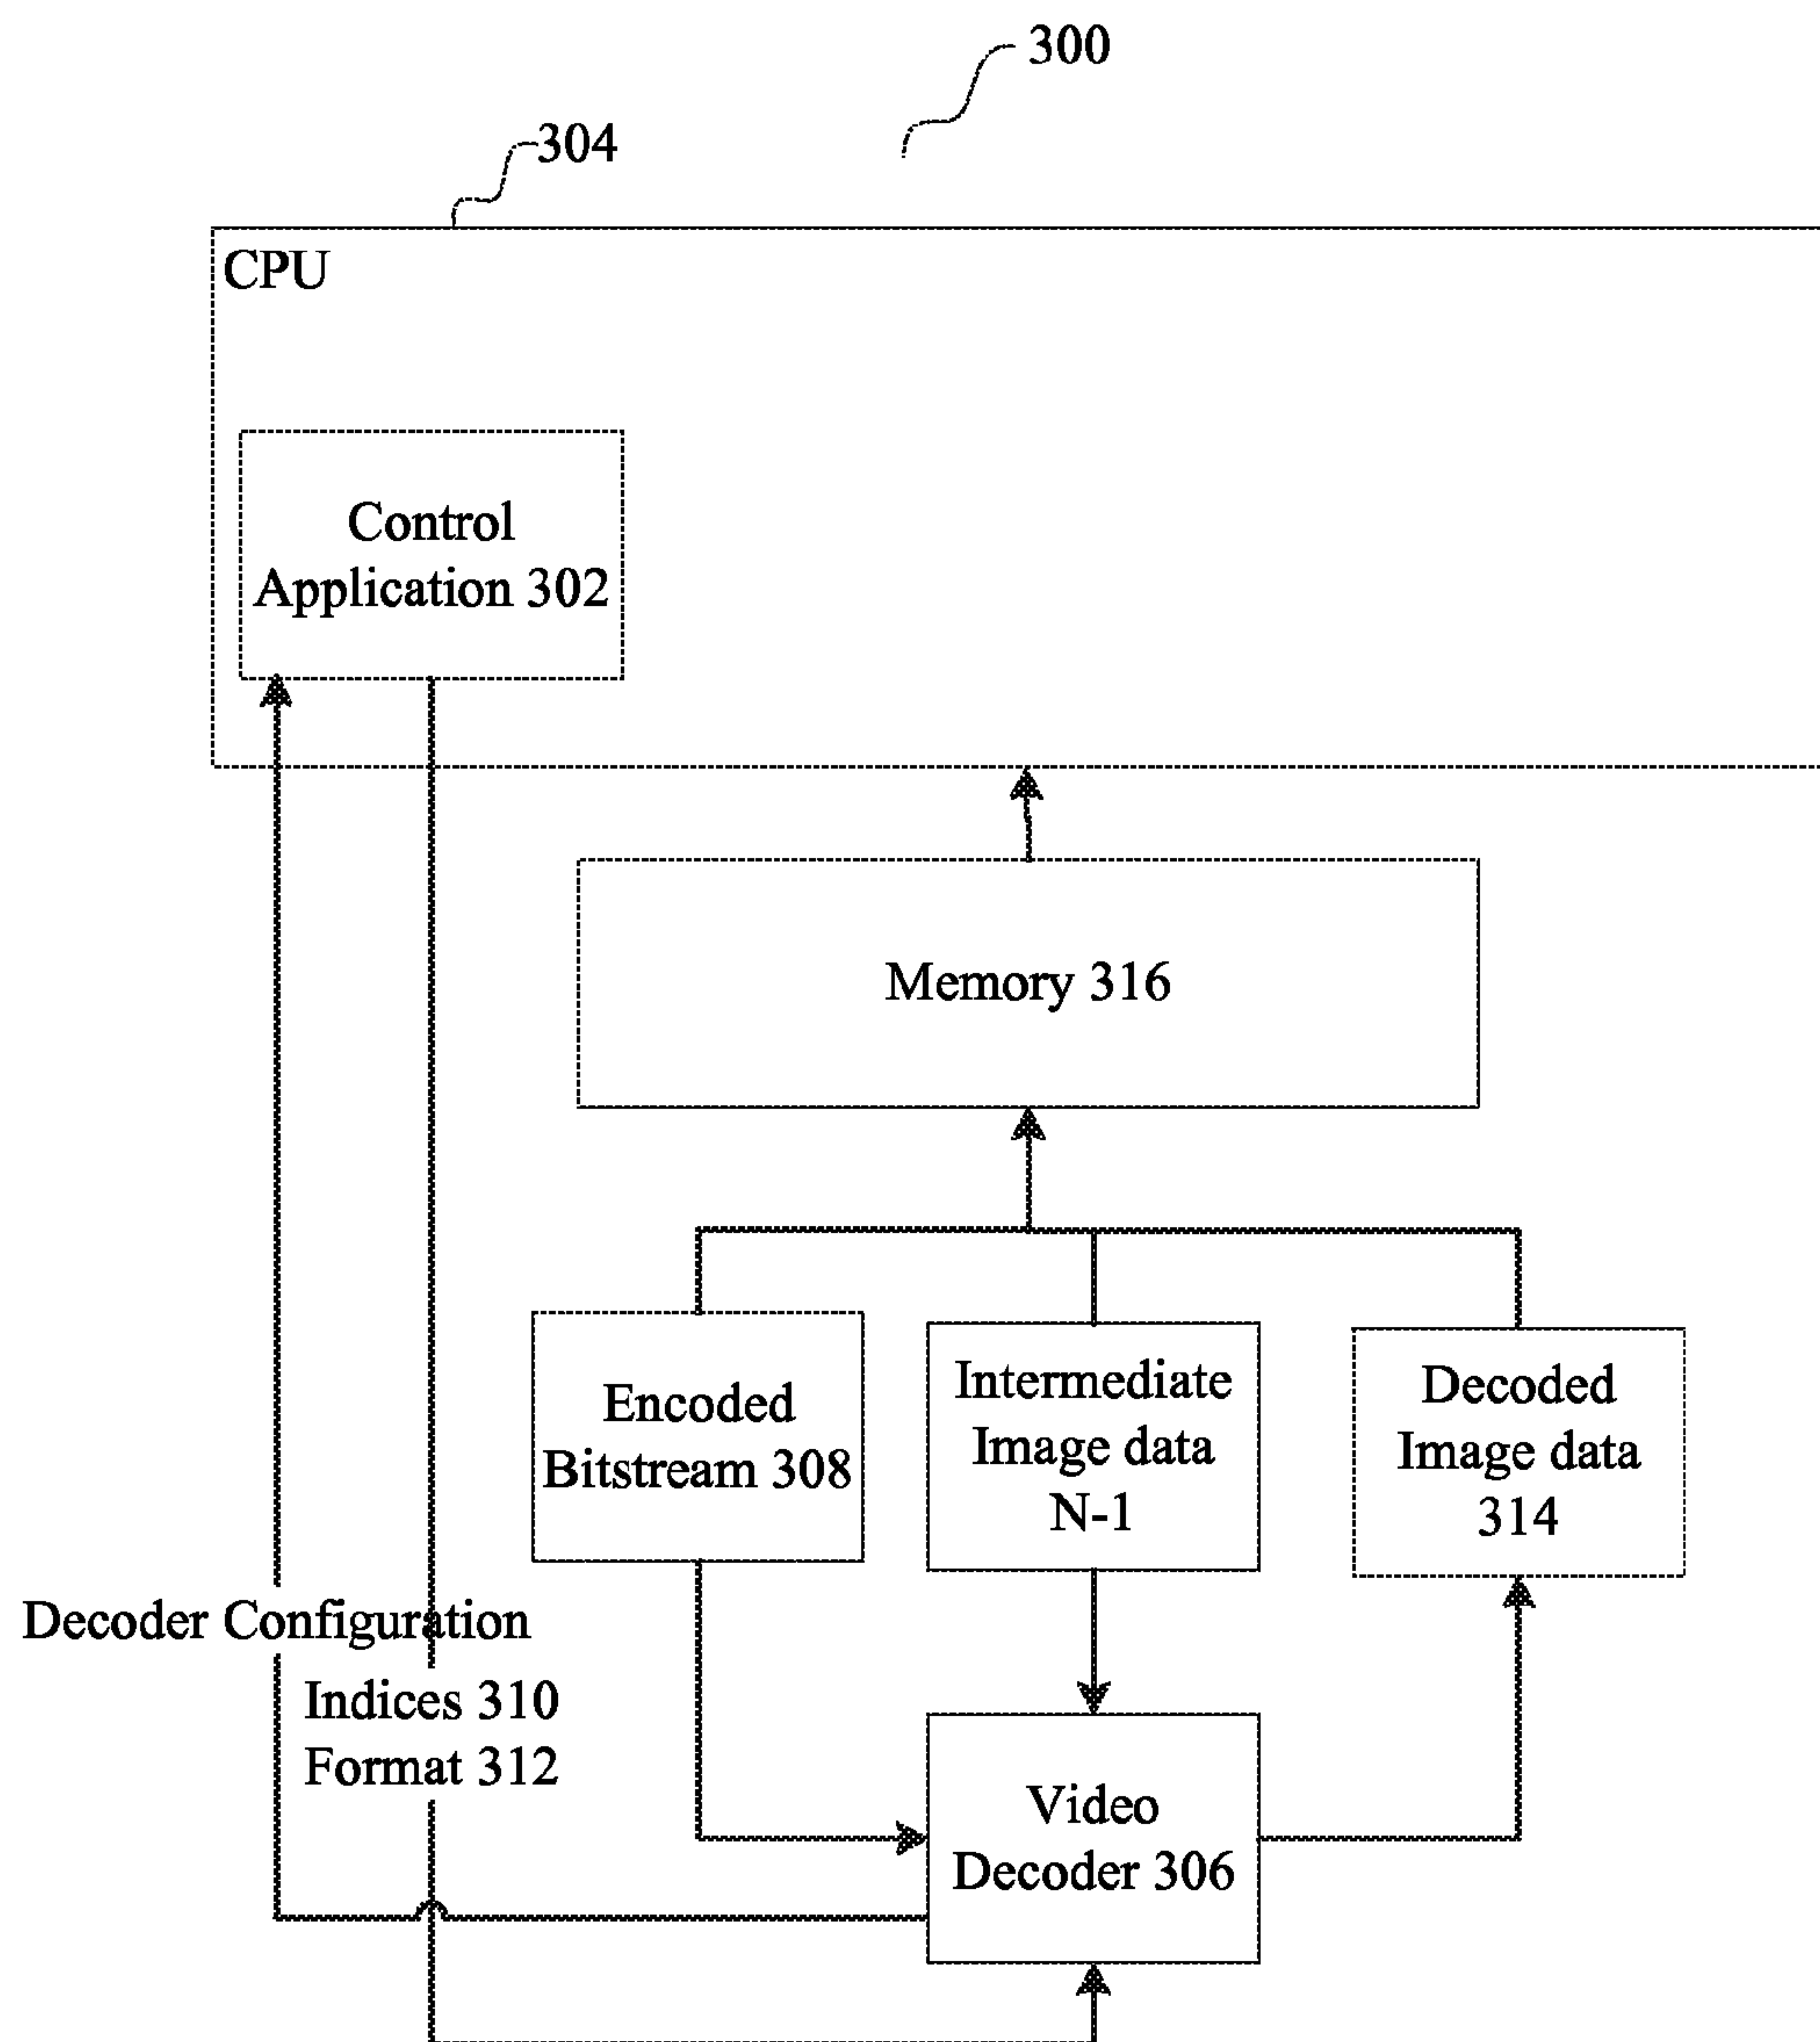 300
304
CPU
Control
Application 302
Memory 316
Encoded
Bitstream 308
Intermediate
Image data
N-1
Decoded
Image data
314
Decoder Configuration
Indices 310
Format 312
Video
Decoder 306